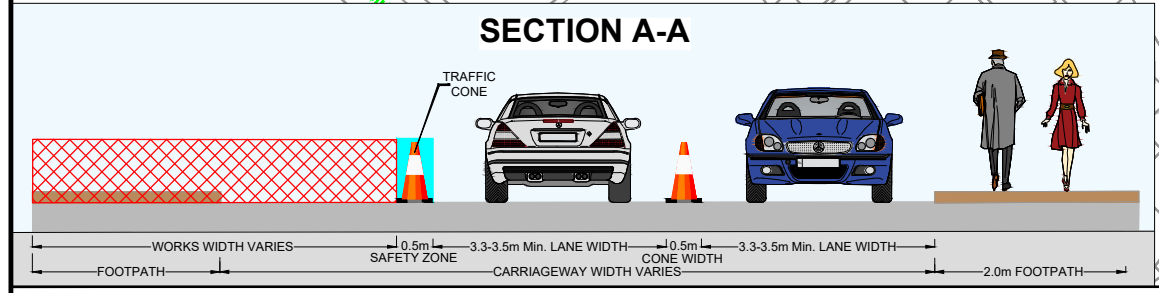 SECTION A-A
TRAFFIC
CONE
WORKS WIDTH VARIES
0.5m
SAFETY ZONE
3.3-3.5m Min. LANE WIDTH
0.5m
CONE WIDTH
3.3-3.5m Min. LANE WIDTH
FOOTPATH
CARRIAGEWAY WIDTH VARIES
2.0m FOOTPATH